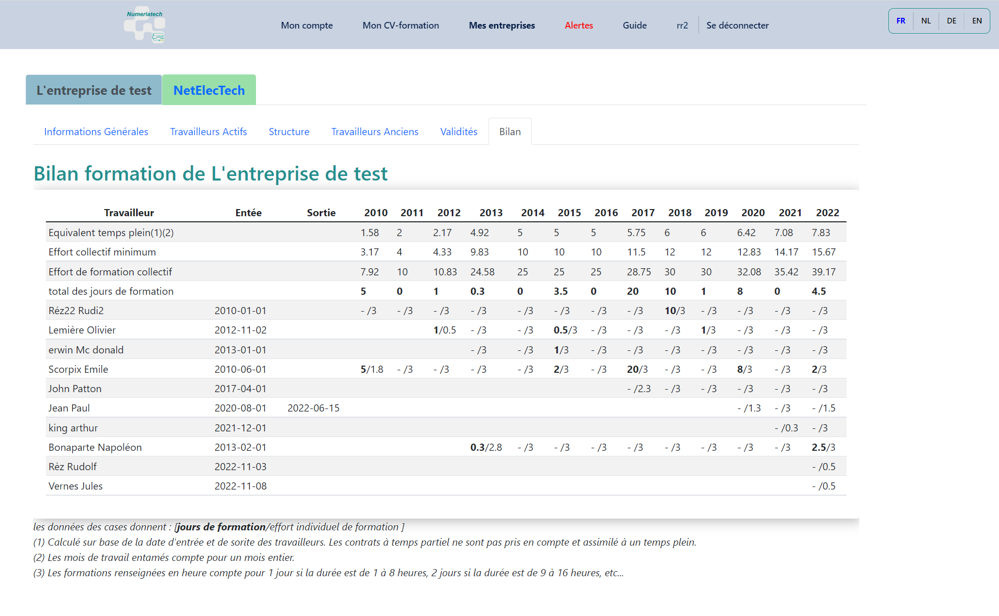 Numeriatech
CPE
Mon compte Mon CV-formation Mes entreprises Alertes Guide rr2 Se déconnecter FR NL DE EN
L'entreprise de test NetElecTech
Informations Générales Travailleurs Actifs Structure Travailleurs Anciens Validités Bilan
Bilan formation de L'entreprise de test
Travailleur Entée Sortie 2010 2011 2012 2013 2014 2015 2016 2017 2018 2019 2020 2021 2022
Equivalent temps plein(1)(2) 1.58 2 2.17 4.92 5 5 5 5.75 6 6 6.42 7.08 7.83
Effort collectif minimum 3.17 4 4.33 9.83 10 10 10 11.5 12 12 12.83 14.17 15.67
Effort de formation collectif 7.92 10 10.83 24.58 25 25 25 28.75 30 30 32.08 35.42 39.17
total des jours de formation 5 0 1 0.3 0 3.5 0 20 10 1 8 0 4.5
Réz22 Rudi2 2010-01-01 - /3 - /3 - /3 - /3 - /3 - /3 - /3 - /3 10/3 - /3 - /3 - /3 - /3
Lemière Olivier 2012-11-02 1/0.5 - /3 - /3 0.5/3 - /3 - /3 - /3 1/3 - /3 - /3 - /3
erwin Mc donald 2013-01-01 - /3 - /3 1/3 - /3 - /3 - /3 - /3 - /3 - /3 - /3
Scorpix Emile 2010-06-01 5/1.8 - /3 - /3 - /3 - /3 2/3 - /3 20/3 - /3 - /3 8/3 - /3 2/3
John Patton 2017-04-01 - /2.3 - /3 - /3 - /3 - /3 - /3
Jean Paul 2020-08-01 2022-06-15 - /1.3 - /3 - /1.5
king arthur 2021-12-01 - /0.3 - /3
Bonaparte Napoléon 2013-02-01 0.3/2.8 - /3 - /3 - /3 - /3 - /3 - /3 - /3 - /3 2.5/3
Rèz Rudolf 2022-11-03 - /0.5
Vernes Jules 2022-11-08 - /0.5
les données des cases donnent : [jours de formation/effort individuel de formation ]
(1) Calculé sur base de la date d'entrée et de sorite des travailleurs. Les contrats à temps partiel ne sont pas pris en compte et assimilé à un temps plein.
(2) Les mois de travail entamés compte pour un mois entier.
(3) Les formations renseignées en heure compte pour 1 jour si la durée est de 1 à 8 heures, 2 jours si la durée est de 9 à 16 heures, etc...